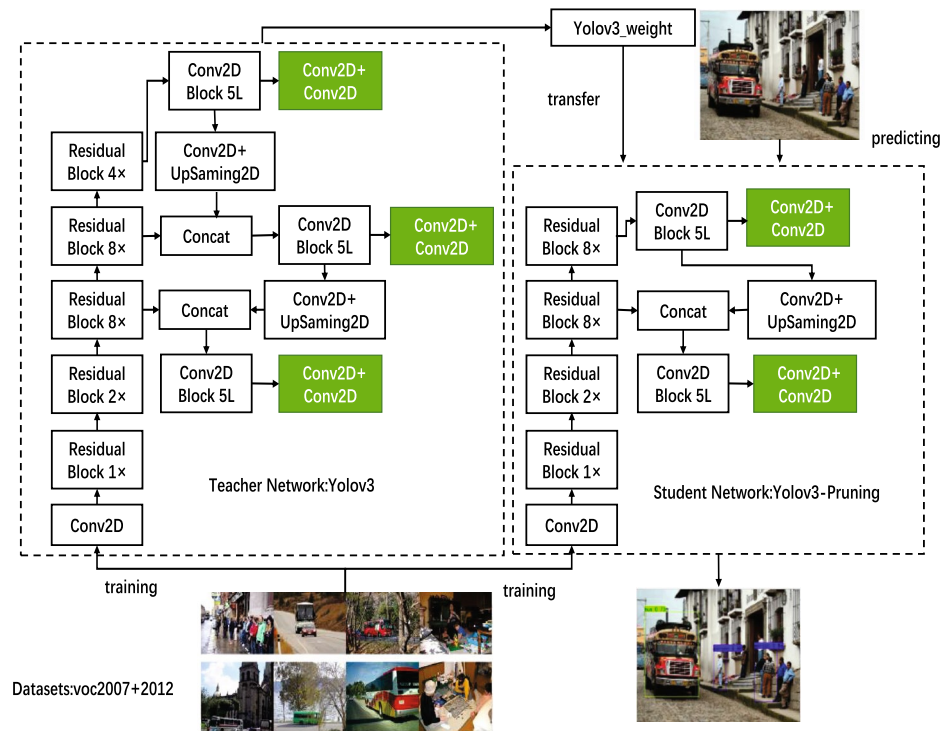 Yolov3_weight
transfer
predicting
Conv2D
Block 5L
Conv2D+
Conv2D
Residual
Block 4×
Conv2D+
UpSaming2D
Residual
Block 8×
Concat
Conv2D
Block 5L
Conv2D+
Conv2D
Residual
Block 8×
Concat
Conv2D+
UpSaming2D
Residual
Block 2×
Conv2D
Block 5L
Conv2D+
Conv2D
Residual
Block 1×
Teacher Network:Yolov3
Conv2D
Residual
Block 8×
Conv2D
Block 5L
Conv2D+
Conv2D
Residual
Block 8×
Concat
Conv2D+
UpSaming2D
Residual
Block 2×
Conv2D
Block 5L
Conv2D+
Conv2D
Residual
Block 1×
Student Network:Yolov3-Pruning
Conv2D
training
training
Datasets:voc2007+2012